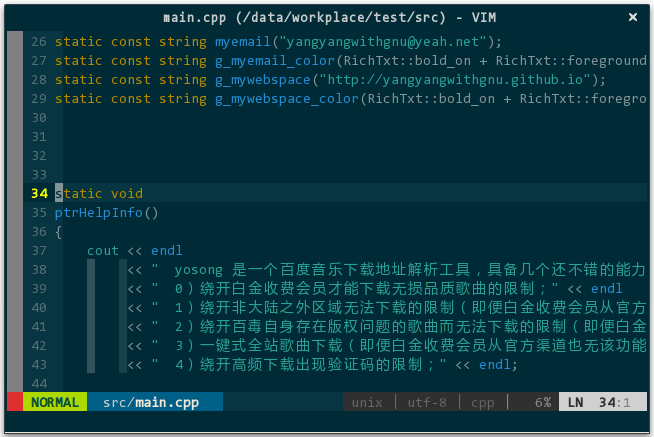 main.cpp (/data/workplace/test/src) - VIM ×
26 static const string myemail("yangyangwithgnu@yeah.net");
27 static const string g_myemail_color(RichTxt::bold_on + RichTxt::foreground
28 static const string g_mywebspace("http://yangyangwithgnu.github.io");
29 static const string g_mywebspace_color(RichTxt::bold_on + RichTxt::foregro
30
31
32
33
34 static void
35 ptrHelpInfo()
36 {
37 cout << endl
38 << " yosong 是一个百度音乐下载地址解析工具，具备几个还不错的能力
39 << " 0）绕开白金收费会员才能下载无损品质歌曲的限制；" << endl
40 << " 1）绕开非大陆之外区域无法下载的限制（即便白金收费会员从官方
41 << " 2）绕开百毒自身存在版权问题的歌曲而无法下载的限制（即便白金
42 << " 3）一键式全站歌曲下载（即便白金收费会员从官方渠道也无该功能
43 << " 4）绕开高频下载出现验证码的限制；" << endl;
44
NORMAL src/main.cpp unix | utf-8 | cpp | 6% LN 34:1